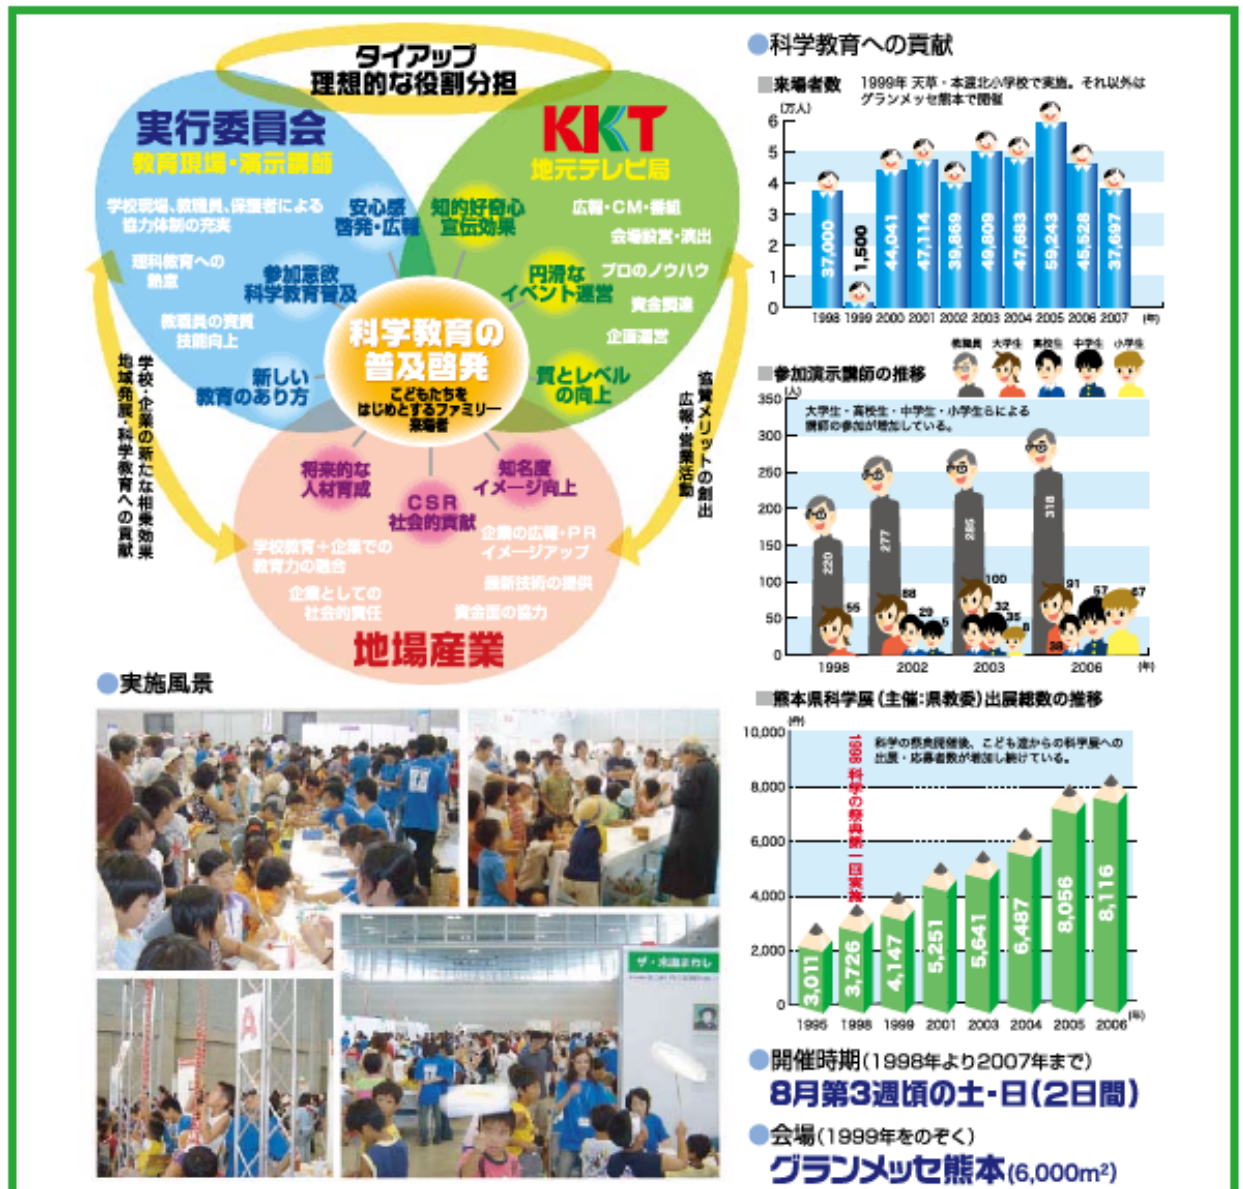 タイアップ
理想的な役割分担
実行委員会
教育現場・演示講師
学校現場、教職員、保護者による
協力体制の充実
理科教育への
熱意
教職員の資質
技能向上
安心感
啓発・広報
参加意欲
科学教育普及
新しい
教育のあり方
KKT
地元テレビ局
知的好奇心
宣伝効果
広報・CM・番組
会場設営・演出
円滑な
イベント運営
プロのノウハウ
資金調達
企画運営
質とレベル
の向上
科学教育の
普及啓発
こどもたちを
はじめとするファミリー
来場者
学校・企業の新たな相乗効果
地域発展・科学教育への貢献
協賛メリットの創出
広報・営業活動
将来的な
人材育成
CSR
社会的貢献
知名度
イメージ向上
学校教育+企業での
教育力の融合
企業としての
社会的責任
企業の広報・PR
イメージアップ
最新技術の提供
資金面の協力
地場産業
●実施風景
A
●科学教育への貢献
■来場者数
1999年 天草・本渡北小学校で実施。それ以外は
グランメッセ熊本で開催
(万人)
6
5
4
3
2
1
0
37,000
1,500
44,041
47,114
39,869
49,809
47,683
59,243
45,528
37,697
1998 1999 2000 2001 2002 2003 2004 2005 2006 2007 (年)
教職員 大学生 高校生 中学生 小学生
■参加演示講師の推移
(人)
大学生・高校生・中学生・小学生らによる
講師の参加が増加している。
350
300
250
200
150
100
50
0
220
55
277
88
29
5
285
100
32
35
8
318
91
38
57
67
1998 2002 2003 2006 (年)
■熊本県科学展(主催:県教委)出展総数の推移
(件)
科学の祭典開催後、こども達からの科学展への
出展・応募者数が増加し続けている。
1998 科学の祭典第一回実施
10,000
8,000
6,000
4,000
2,000
0
3,011
3,726
4,147
5,251
5,641
6,487
8,056
8,116
1995 1998 1999 2001 2003 2004 2005 2006 (年)
●開催時期(1998年より2007年まで)
8月第3週頃の土・日(2日間)
●会場(1999年をのぞく)
グランメッセ熊本(6,000m²)